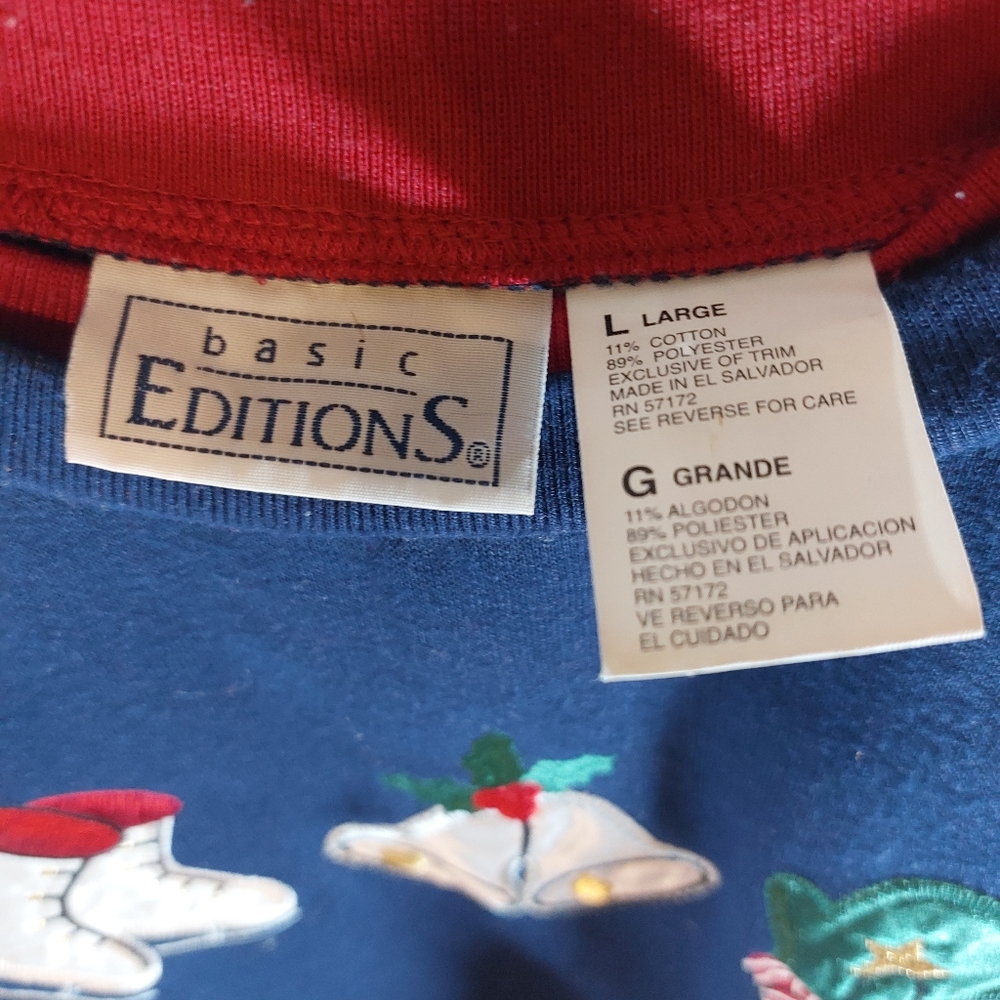 basic
EDITIONS®
L LARGE
11% COTTON
89% POLYESTER
EXCLUSIVE OF TRIM
MADE IN EL SALVADOR
RN 57172
SEE REVERSE FOR CARE
G GRANDE
11% ALGODON
89% POLIESTER
EXCLUSIVO DE APLICACION
HECHO EN EL SALVADOR
RN 57172
VE REVERSO PARA
EL CUIDADO